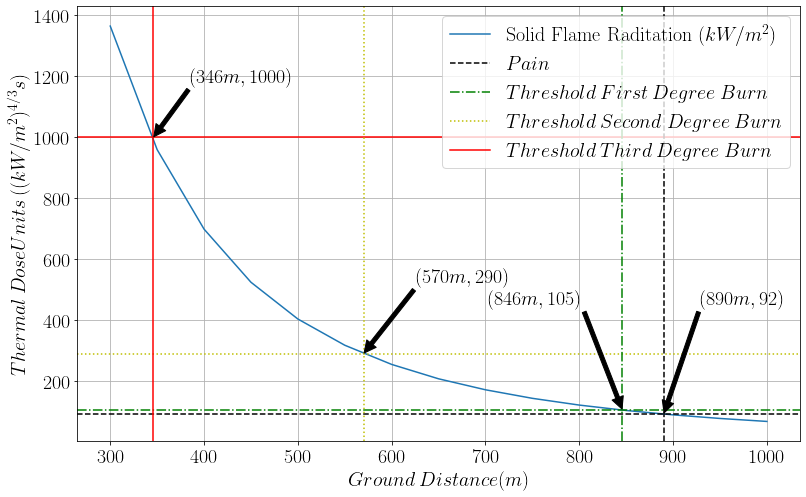 1400
1200
1000
800
600
400
200
Thermal DoseUnits ((kW/m²)^{4/3}s)
Solid Flame Raditation (kW/m²)
Pain
Threshold First Degree Burn
Threshold Second Degree Burn
Threshold Third Degree Burn
(346m, 1000)
(570m, 290)
(846m, 105)
(890m, 92)
300 400 500 600 700 800 900 1000
Ground Distance(m)